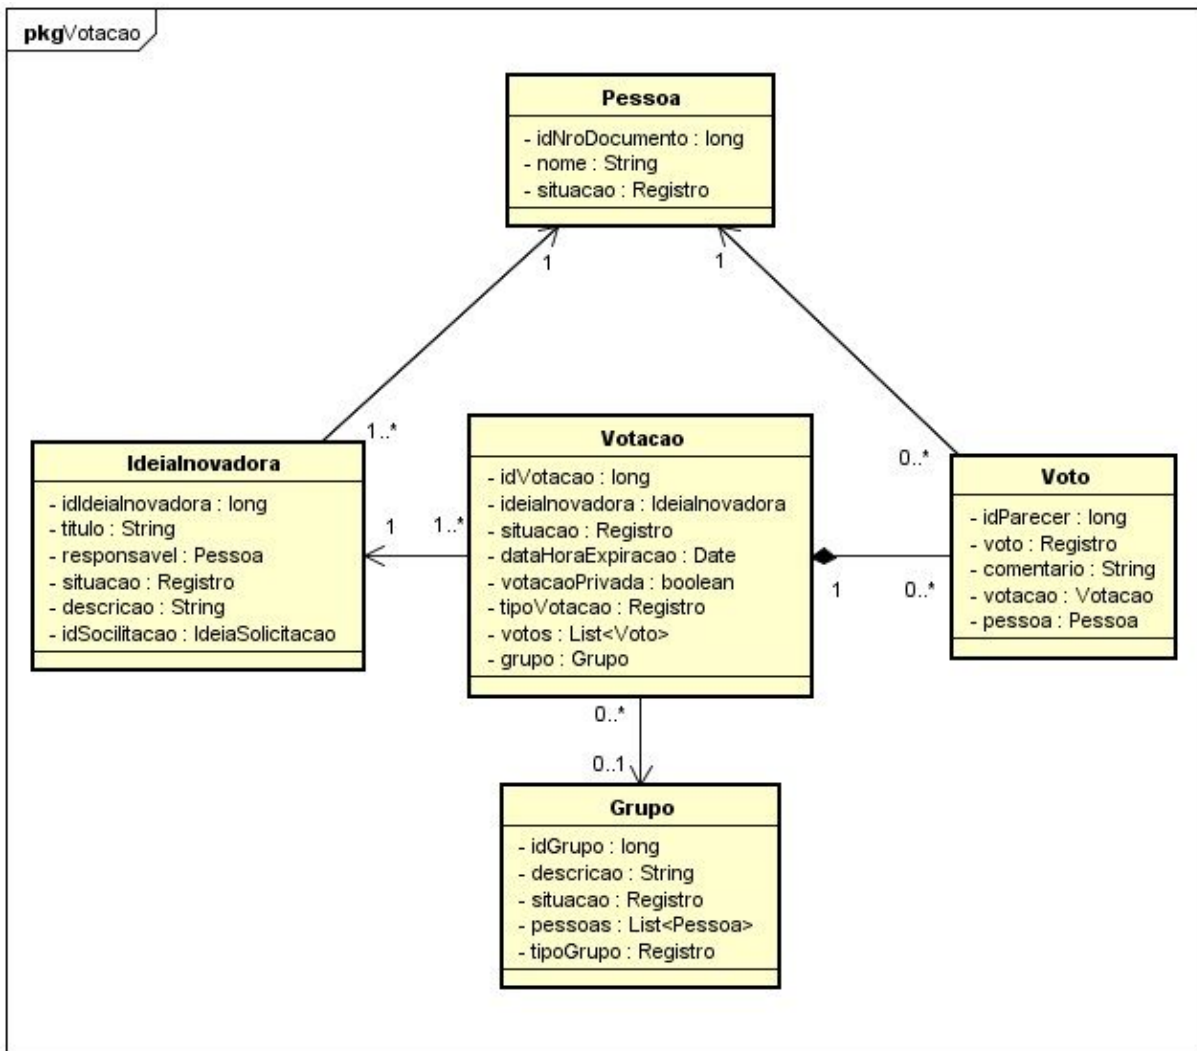 pkgVotacao
Pessoa
- idNroDocumento : long
- nome : String
- situacao : Registro
1
1
1..*
0..*
IdeiaInovadora
- idIdeiaInovadora : long
- titulo : String
- responsavel : Pessoa
- situacao : Registro
- descricao : String
- idSocilitacao : IdeiaSolicitacao
1
1..*
Votacao
- idVotacao : long
- ideiaInovadora : IdeiaInovadora
- situacao : Registro
- dataHoraExpiracao : Date
- votacaoPrivada : boolean
- tipoVotacao : Registro
- votos : List<Voto>
- grupo : Grupo
1
0..*
Voto
- idParecer : long
- voto : Registro
- comentario : String
- votacao : Votacao
- pessoa : Pessoa
0..*
0..1
Grupo
- idGrupo : long
- descricao : String
- situacao : Registro
- pessoas : List<Pessoa>
- tipoGrupo : Registro